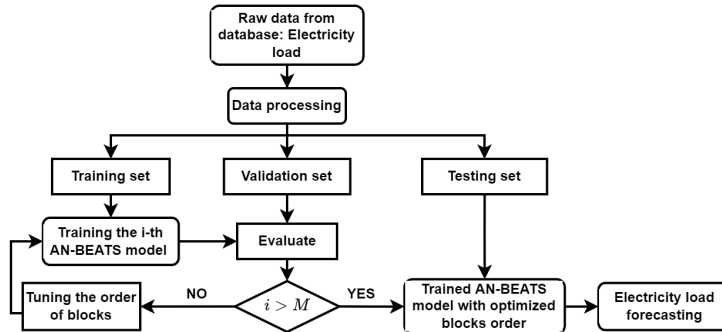 Raw data from
database: Electricity
load
Data processing
Training set
Validation set
Testing set
Training the i-th
AN-BEATS model
Evaluate
Tuning the order
of blocks
NO
i > M
YES
Trained AN-BEATS
model with optimized
blocks order
Electricity load
forecasting